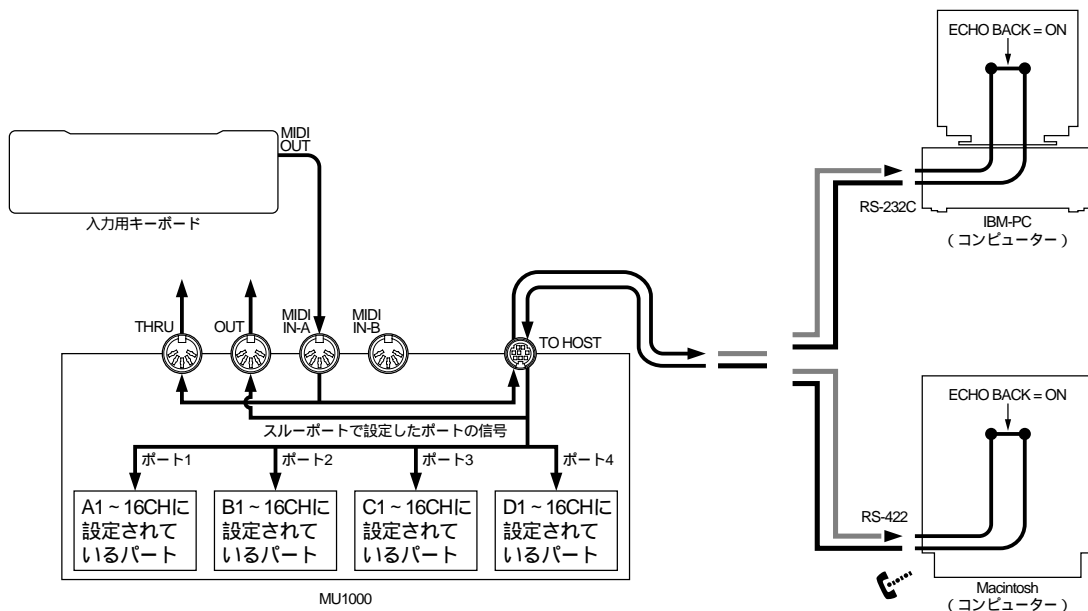 ECHO BACK = ON
MIDI
OUT
入力用キーボード
RS-232C
IBM-PC
(コンピューター)
THRU
OUT
MIDI
IN-A
MIDI
IN-B
TO HOST
スルーポートで設定したポートの信号
ポート1
ポート2
ポート3
ポート4
A1～16CHに
設定されて
いるパート
B1～16CHに
設定されて
いるパート
C1～16CHに
設定されて
いるパート
D1～16CHに
設定されて
いるパート
MU1000
ECHO BACK = ON
RS-422
Macintosh
(コンピューター)